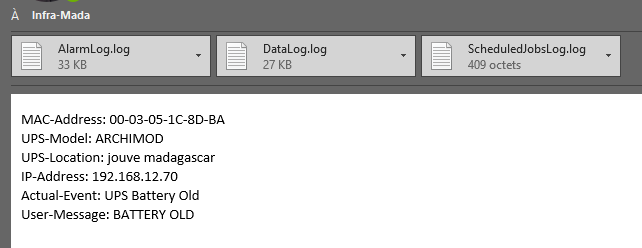 À Infra-Mada
AlarmLog.log
33 KB
DataLog.log
27 KB
ScheduledJobsLog.log
409 octets
MAC-Address: 00-03-05-1C-8D-BA
UPS-Model: ARCHIMOD
UPS-Location: jouve madagascar
IP-Address: 192.168.12.70
Actual-Event: UPS Battery Old
User-Message: BATTERY OLD